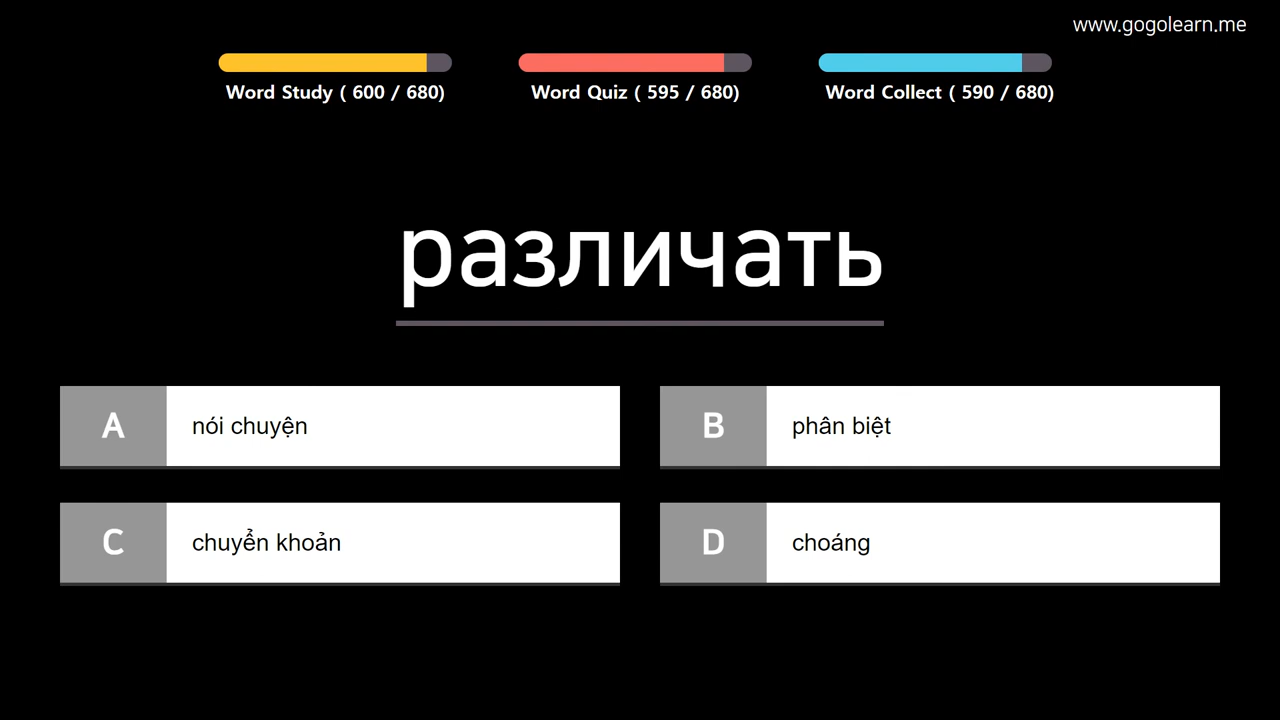 www.gogolearn.me
Word Study ( 600 / 680)
Word Quiz ( 595 / 680)
Word Collect ( 590 / 680)
различать
A
nói chuyện
B
phân biệt
C
chuyển khoản
D
choáng